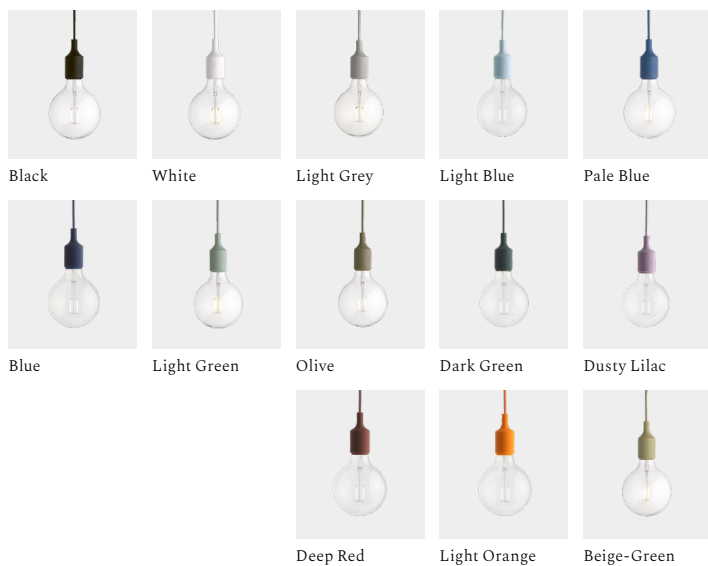 Black
White
Light Grey
Light Blue
Pale Blue
Blue
Light Green
Olive
Dark Green
Dusty Lilac
Deep Red
Light Orange
Beige-Green